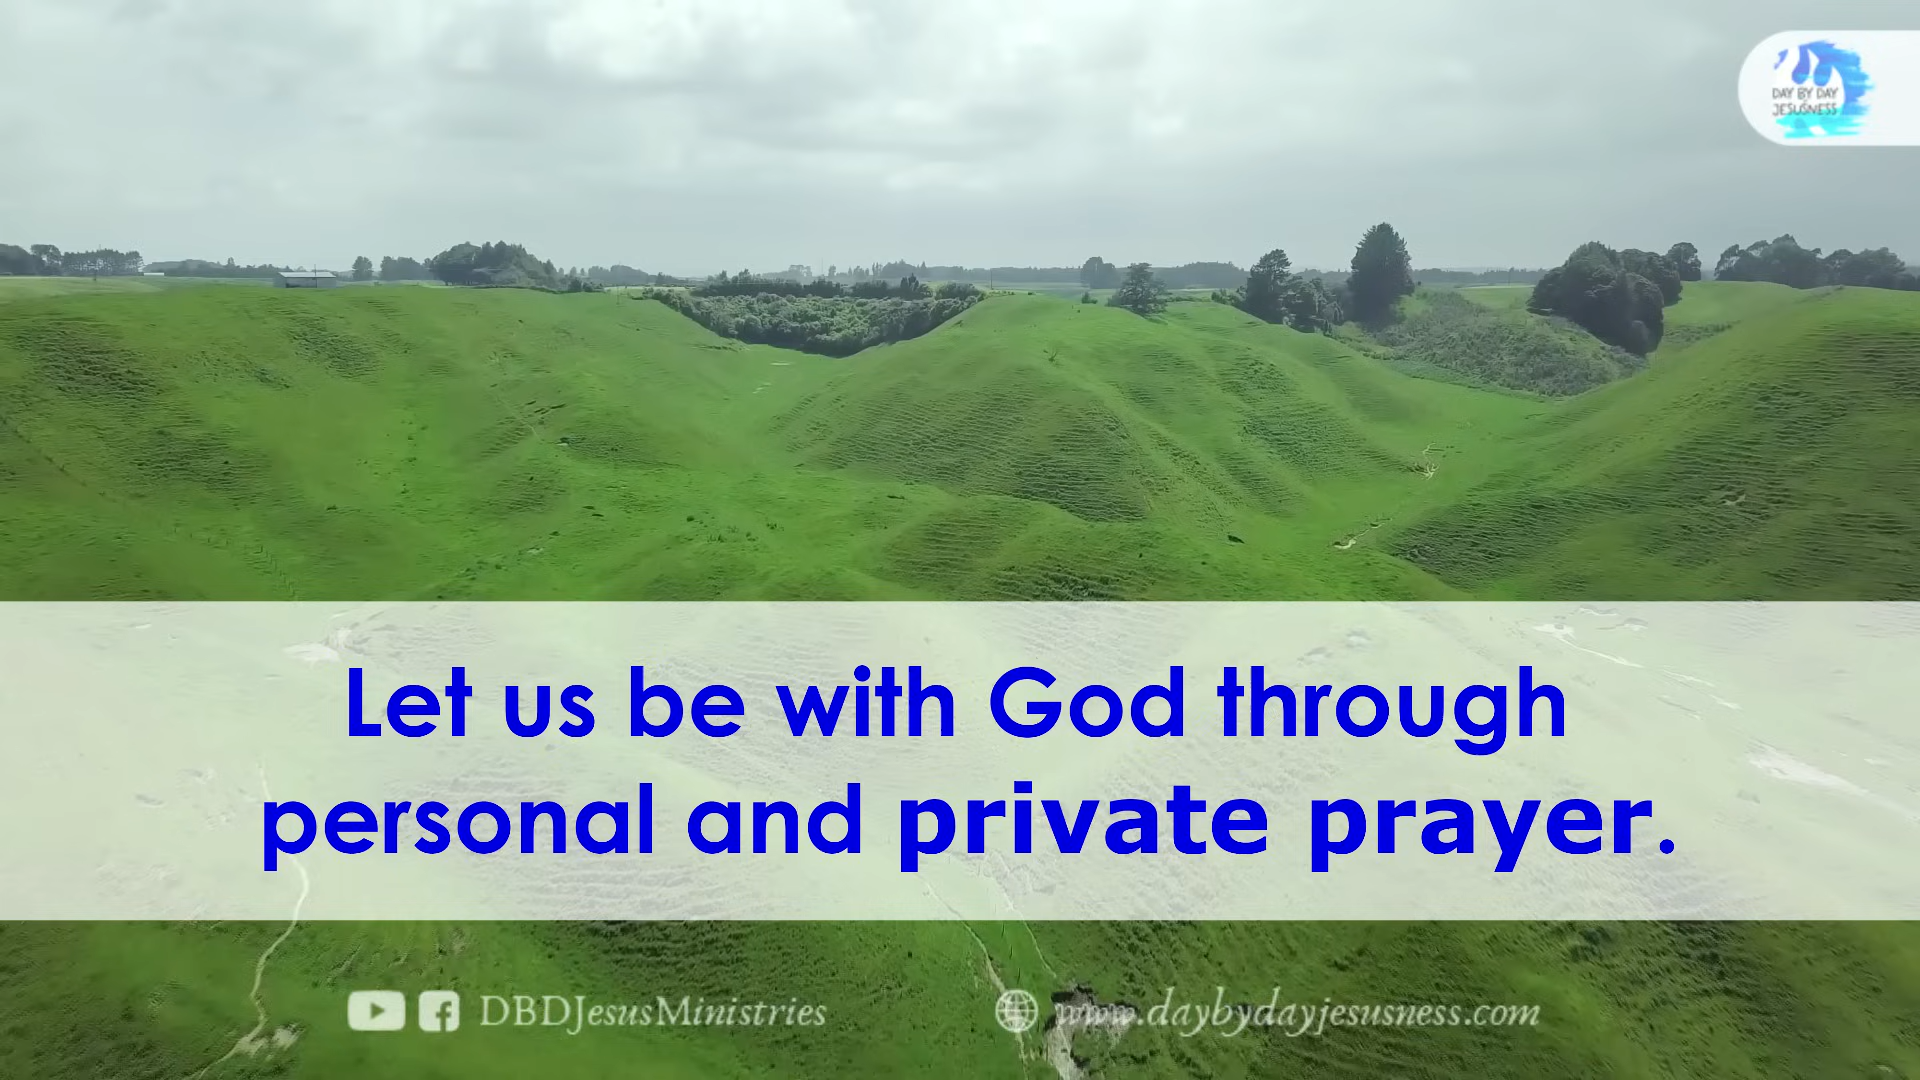 DAY BY DAY
JESUSNESS
Let us be with God through
personal and private prayer.
DBDJesusMinistries
www.daybydayjesusness.com